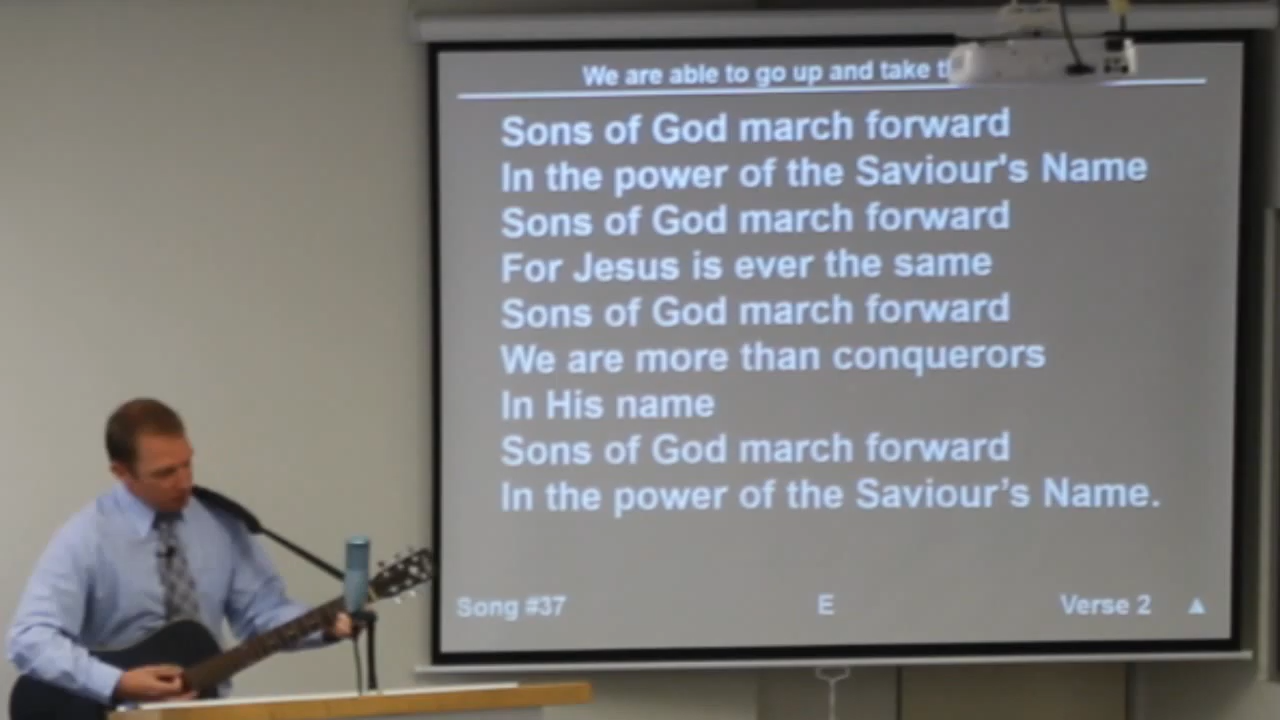 We are able to go up and take
Sons of God march forward
In the power of the Saviour's Name
Sons of God march forward
For Jesus is ever the same
Sons of God march forward
We are more than conquerors
In His name
Sons of God march forward
In the power of the Saviour’s Name.
Song #37 E Verse 2 ▲